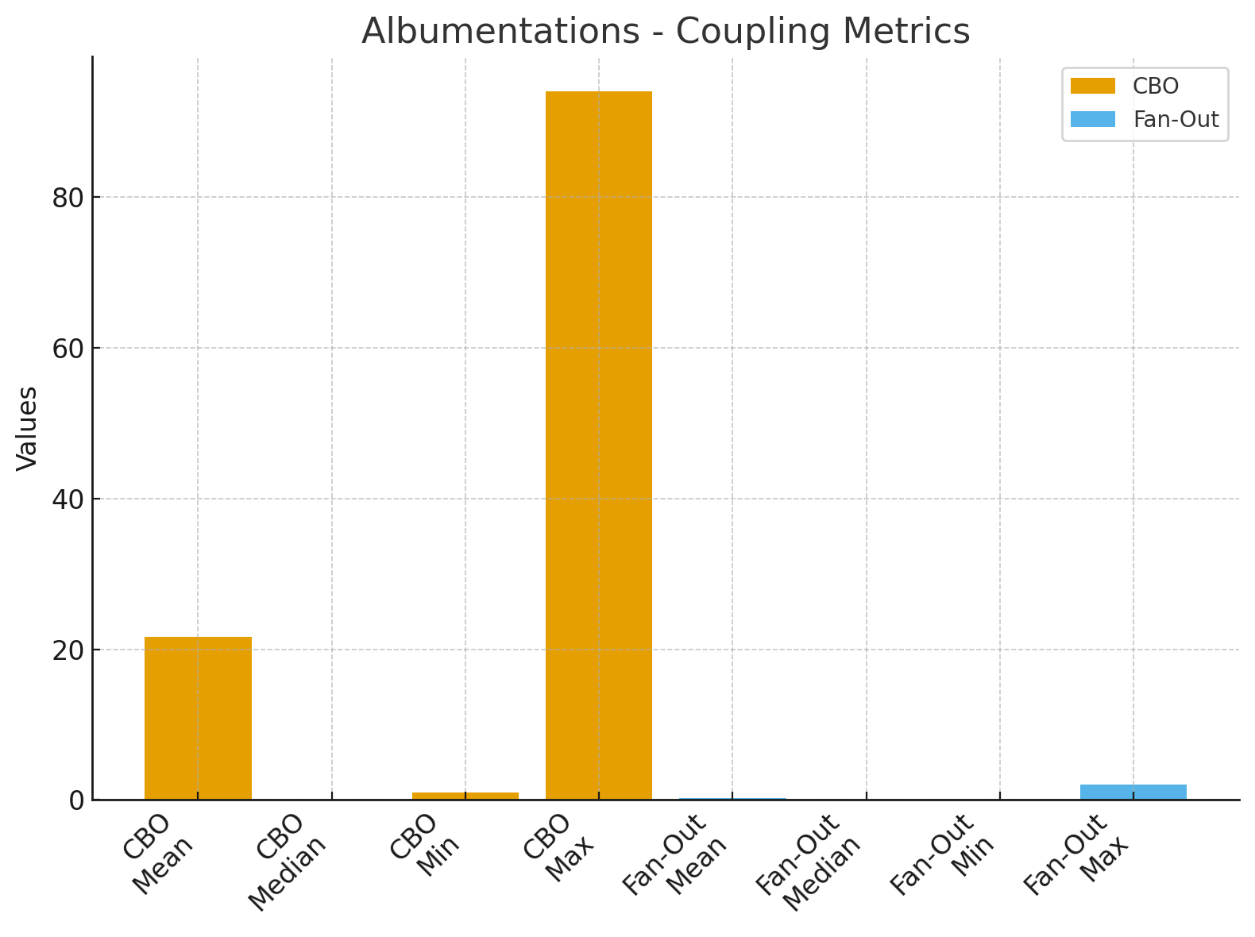 Albumentations - Coupling Metrics
CBO
Fan-Out
Values
80
60
40
20
0
CBO
Mean
CBO
Median
CBO
Min
CBO
Max
Fan-Out
Mean
Fan-Out
Median
Fan-Out
Min
Fan-Out
Max